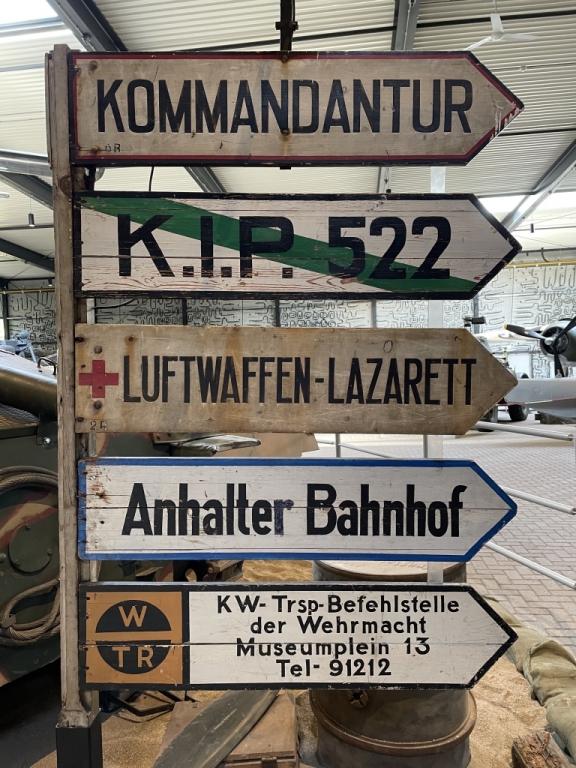 KOMMANDANTUR
K.I.P. 522
LUFTWAFFEN-LAZARETT
Anhalter Bahnhof
W
TR
KW-Trsp-Befehlstelle
der Wehrmacht
Museumplein 13
Tel- 91212